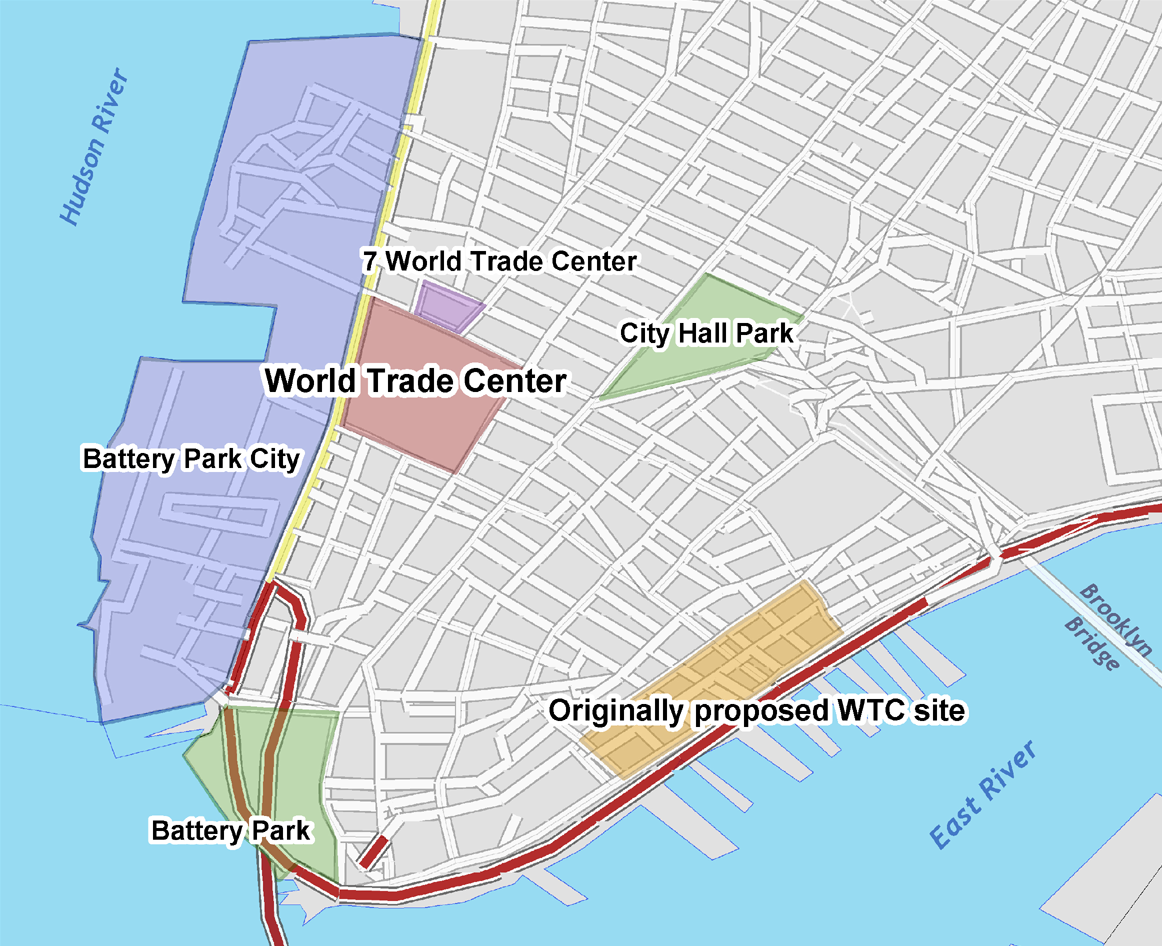 Hudson River
7 World Trade Center
City Hall Park
World Trade Center
Battery Park City
Brooklyn
Bridge
Originally proposed WTC site
East River
Battery Park